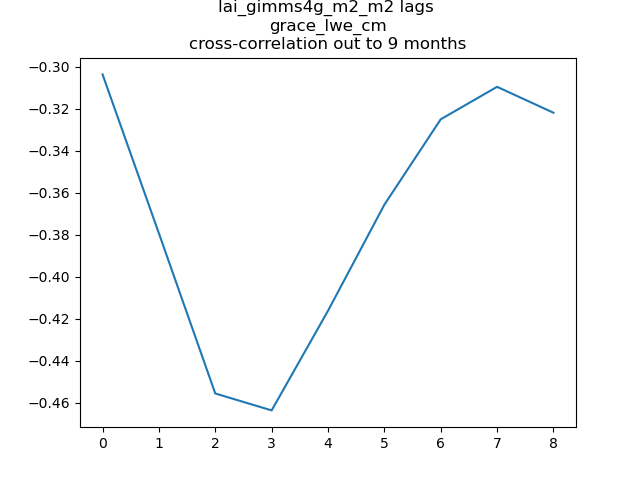 lai_gimms4g_m2_m2 lags
grace_lwe_cm
cross-correlation out to 9 months
−0.30
−0.32
−0.34
−0.36
−0.38
−0.40
−0.42
−0.44
−0.46
0 1 2 3 4 5 6 7 8